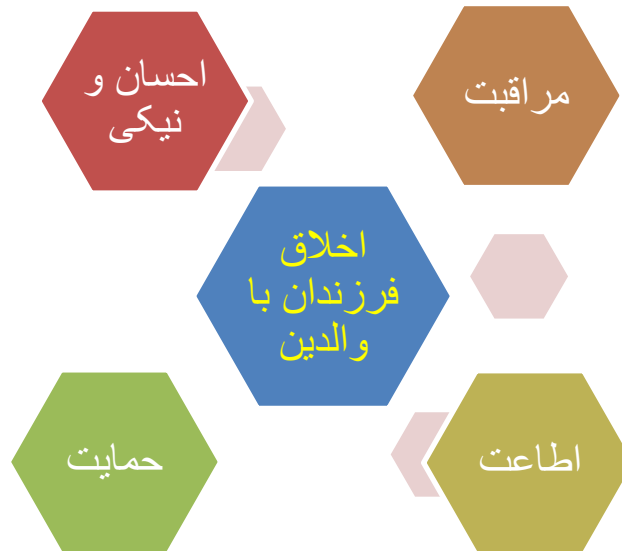 مراقبت
احسان و
نیکی
اخلاق
فرزندان با
والدین
اطاعت
حمایت